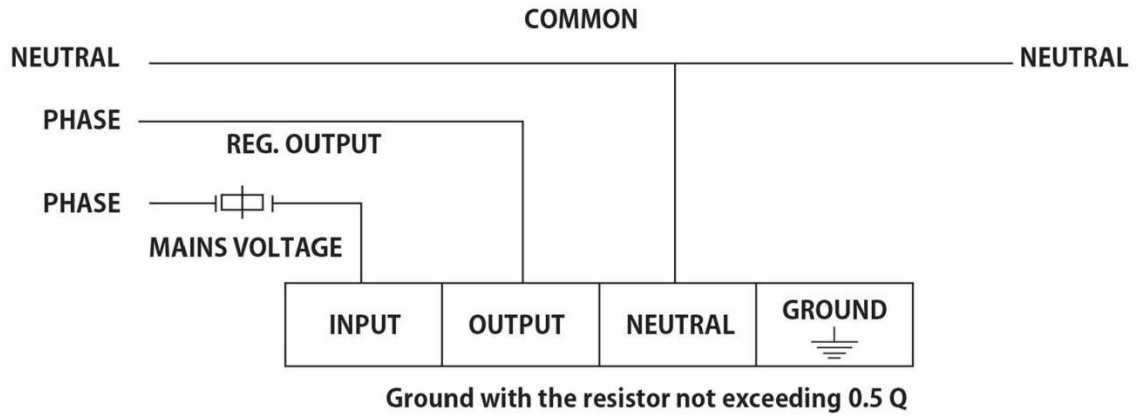 COMMON
NEUTRAL
NEUTRAL
PHASE
REG. OUTPUT
PHASE
MAINS VOLTAGE
INPUT
OUTPUT
NEUTRAL
GROUND
Ground with the resistor not exceeding 0.5 Q